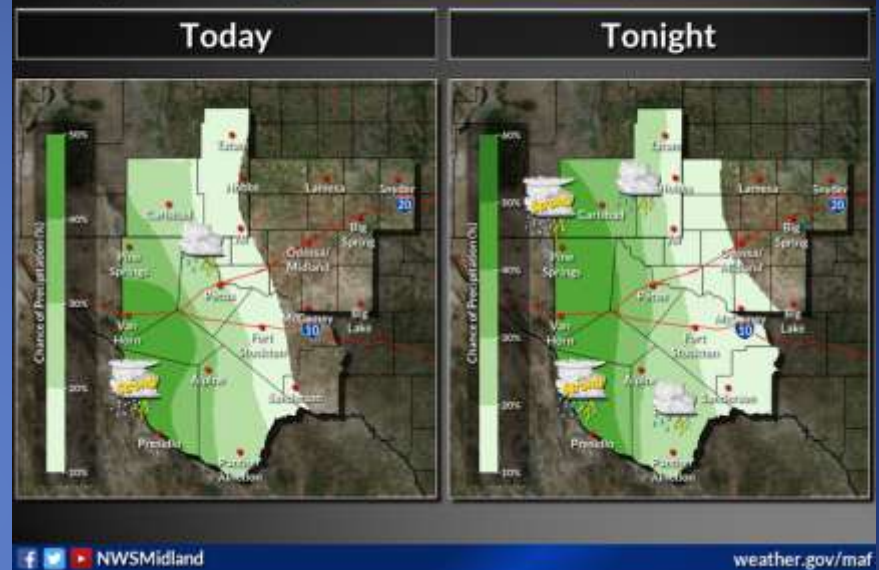 Today
Tonight
Chance of Precipitation (%)
50%
40%
30%
20%
10%
Hobbs
Lamesa
Snyder
20
Carlsbad
Big
Spring
Odessa/
Midland
Pine
Springs
Pecos
Van
Horn
McCamey
10
Big
Lake
Fort
Stockton
Alpine
Strong
Sanderson
Presidio
Panther
Junction
Chance of Precipitation (%)
60%
50%
40%
30%
20%
10%
Hobbs
Lamesa
Snyder
20
Strong
Carlsbad
Big
Spring
Odessa/
Midland
Pine
Springs
Pecos
Van
Horn
McCamey
10
Big
Lake
Fort
Stockton
Alpine
Strong
Sanderson
Presidio
Panther
Junction
NWSMidland
weather.gov/maf